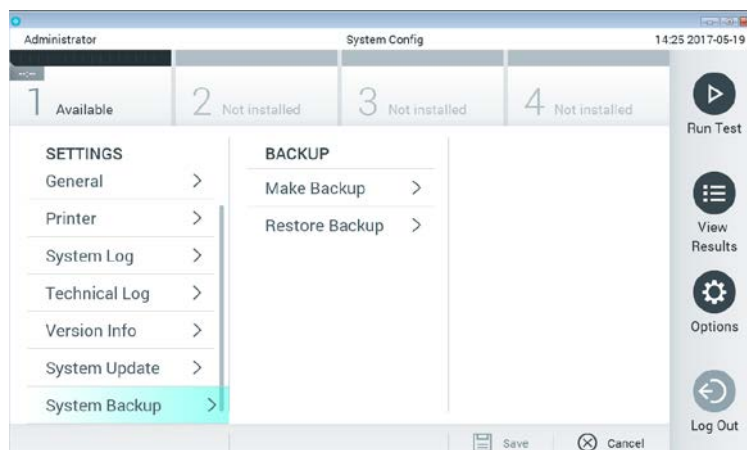 Administrator System Config 14:25 2017-05-19
1 Available 2 Not installed 3 Not installed 4 Not installed
Run Test
SETTINGS BACKUP
General
Make Backup
Printer
Restore Backup
View
Results
System Log
Technical Log
Version Info
Options
System Update
System Backup
Log Out
Save Cancel